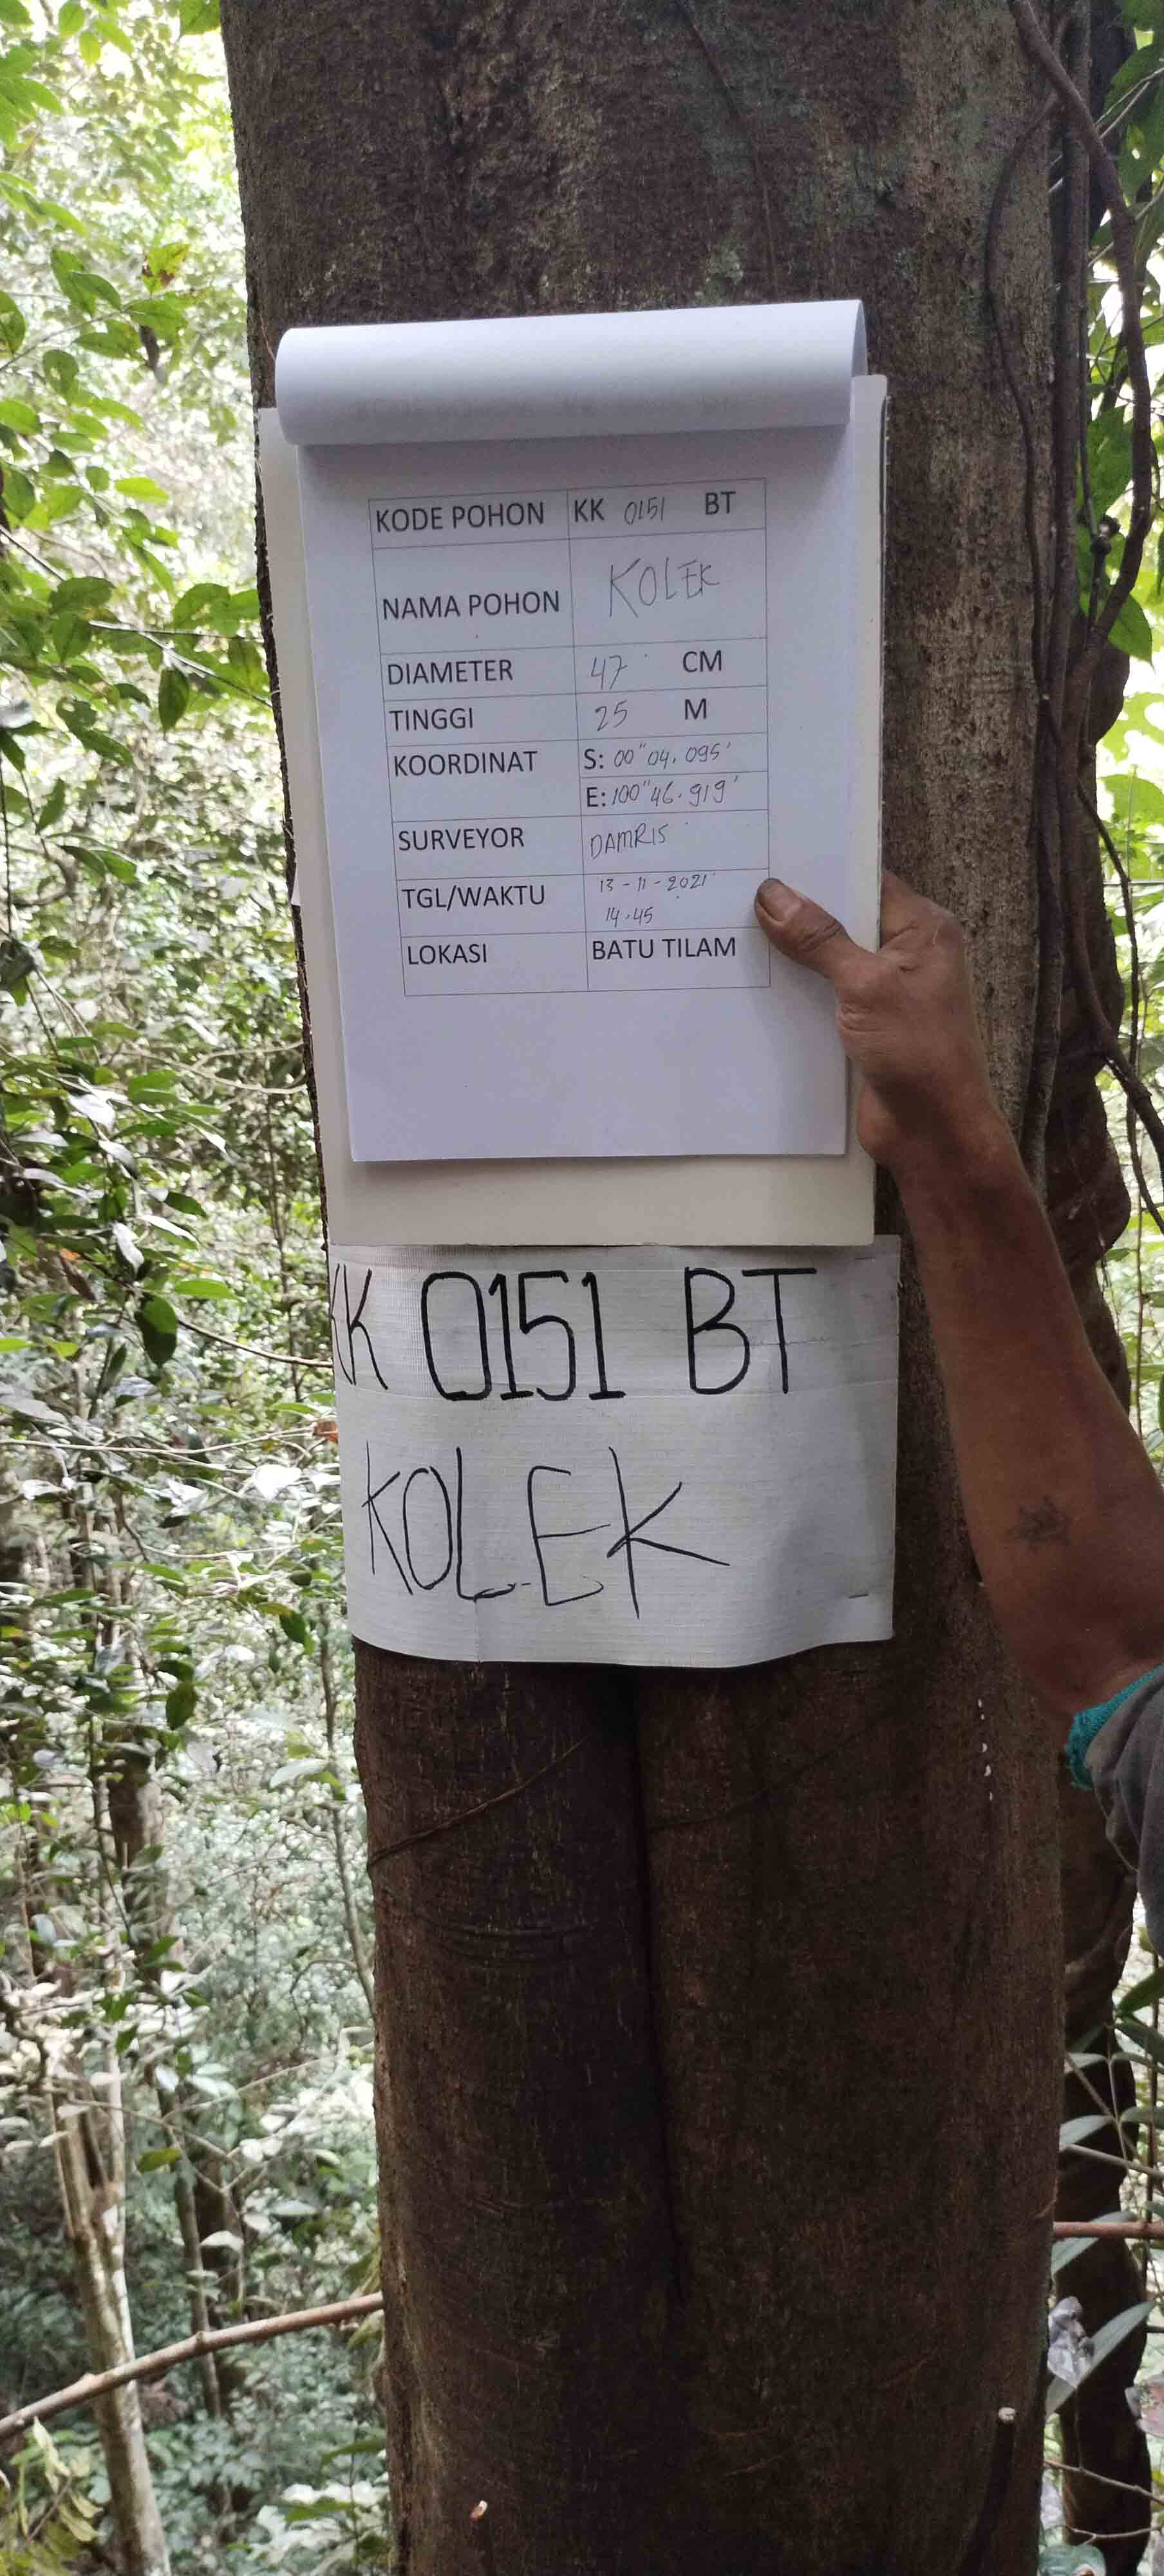 KODE POHON KK 0151 BT
NAMA POHON KOLEK
DIAMETER 47 CM
TINGGI 25 M
KOORDINAT S: 00" 04. 095'
E: 100" 46. 919'
SURVEYOR DAMRIS
TGL/WAKTU 13 - 11 - 2021
14.45
LOKASI BATU TILAM
KK 0151 BT
KOLEK